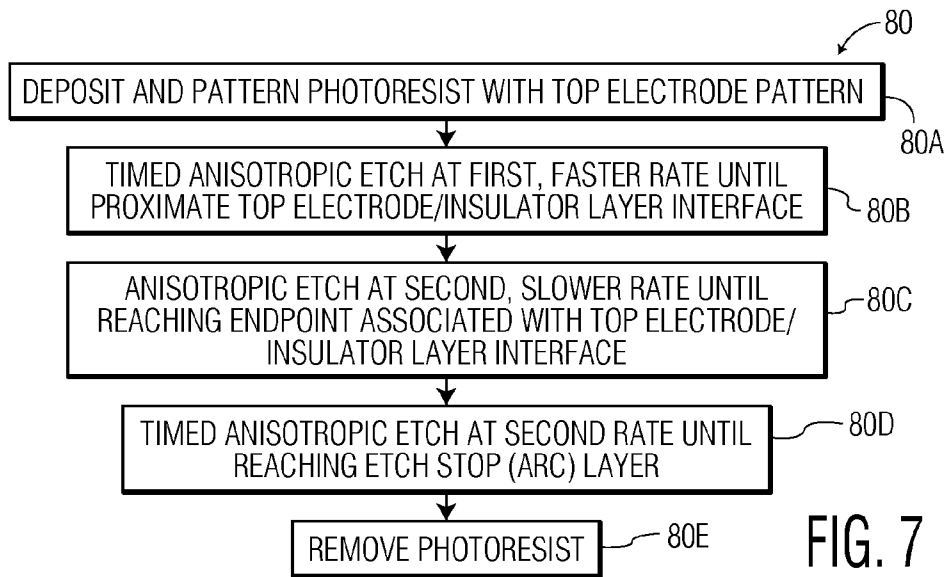 80
DEPOSIT AND PATTERN PHOTORESIST WITH TOP ELECTRODE PATTERN
80A
TIMED ANISOTROPIC ETCH AT FIRST, FASTER RATE UNTIL
PROXIMATE TOP ELECTRODE/INSULATOR LAYER INTERFACE
80B
ANISOTROPIC ETCH AT SECOND, SLOWER RATE UNTIL
REACHING ENDPOINT ASSOCIATED WITH TOP ELECTRODE/
INSULATOR LAYER INTERFACE
80C
TIMED ANISOTROPIC ETCH AT SECOND RATE UNTIL
REACHING ETCH STOP (ARC) LAYER
80D
REMOVE PHOTORESIST
80E
FIG. 7